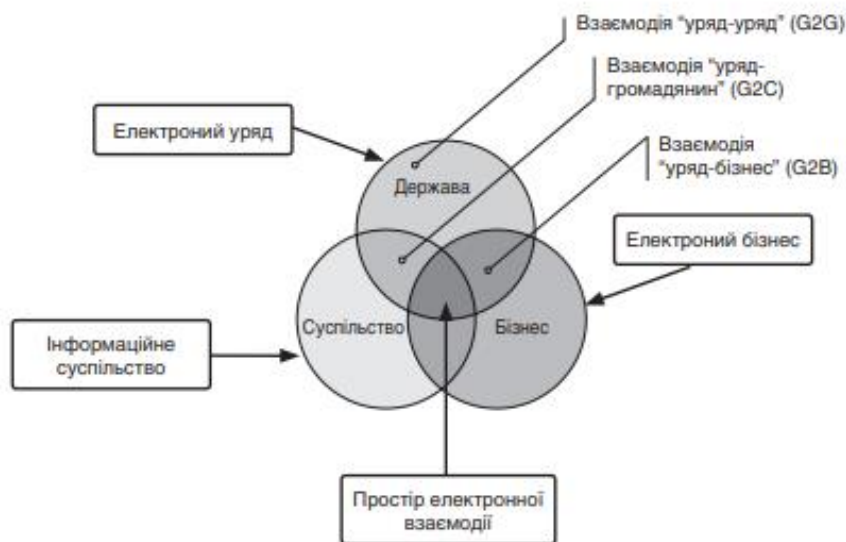 Взаємодія “уряд-уряд” (G2G)
Взаємодія “уряд-
громадянин” (G2C)
Електроний уряд
Взаємодія
“уряд-бізнес” (G2B)
Держава
Електроний бізнес
Суспільство
Бізнес
Інформаційне
суспільство
Простір електронної
взаємодії